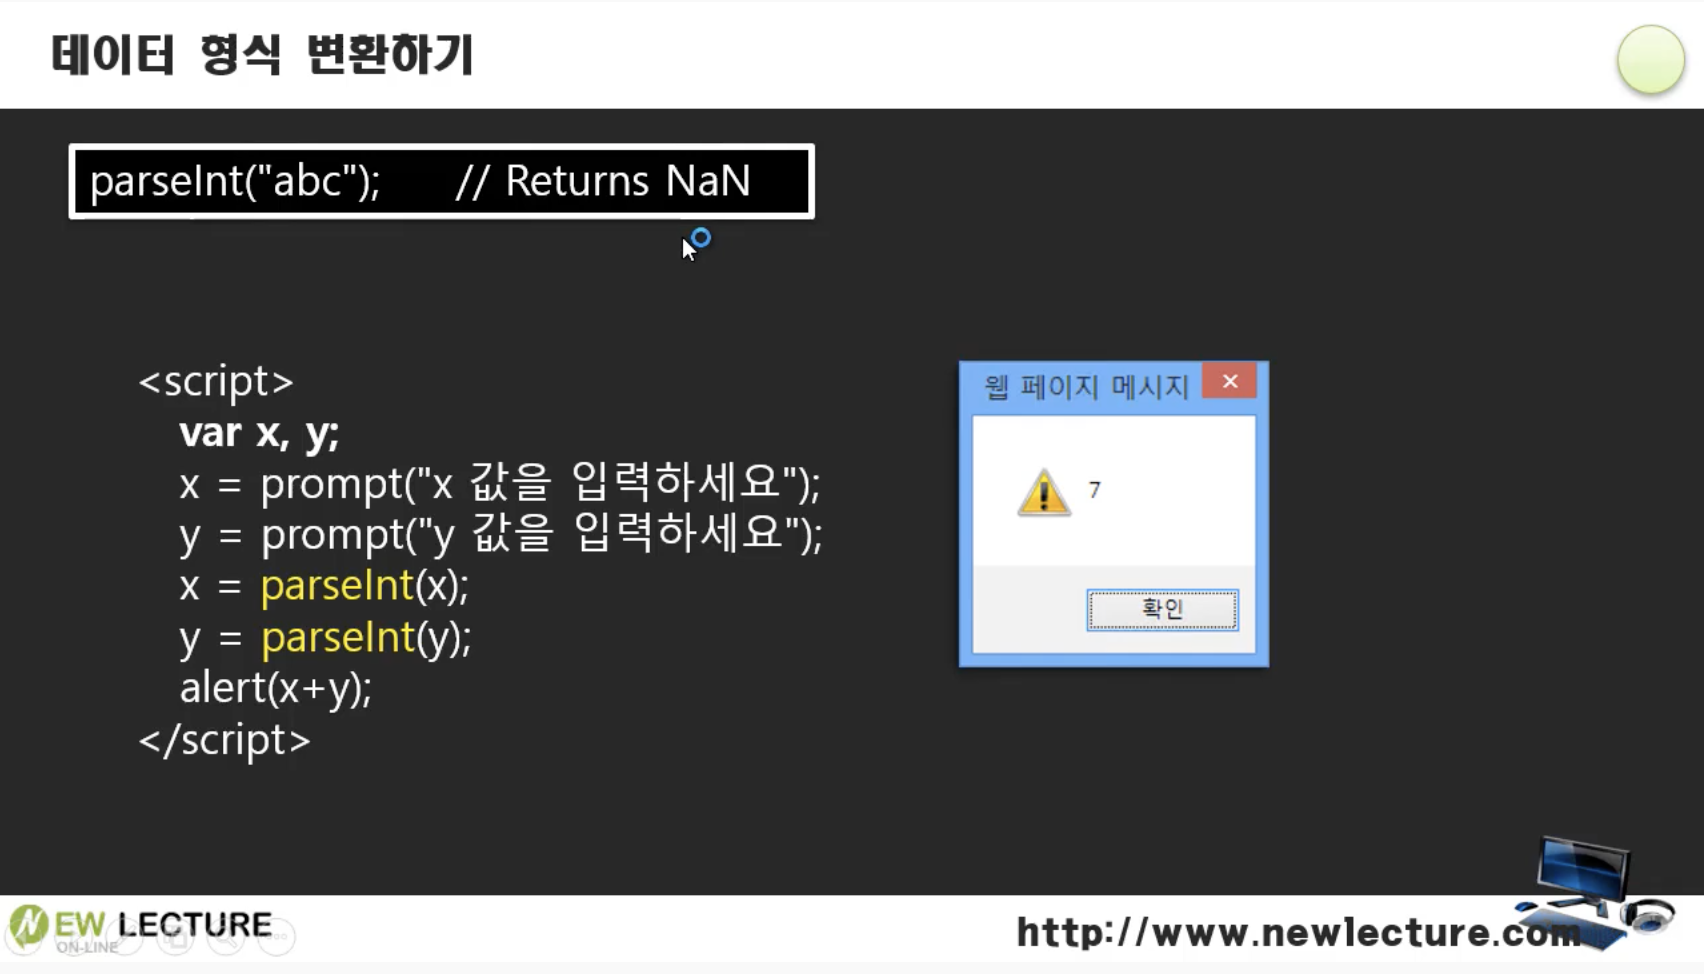 데이터 형식 변환하기
parseInt("abc"); // Returns NaN
<script>
var x, y;
x = prompt("x 값을 입력하세요");
y = prompt("y 값을 입력하세요");
x = parseInt(x);
y = parseInt(y);
alert(x+y);
</script>
웹 페이지 메시지
7
확인
NEW LECTURE
ON-LINE
http://www.newlecture.com